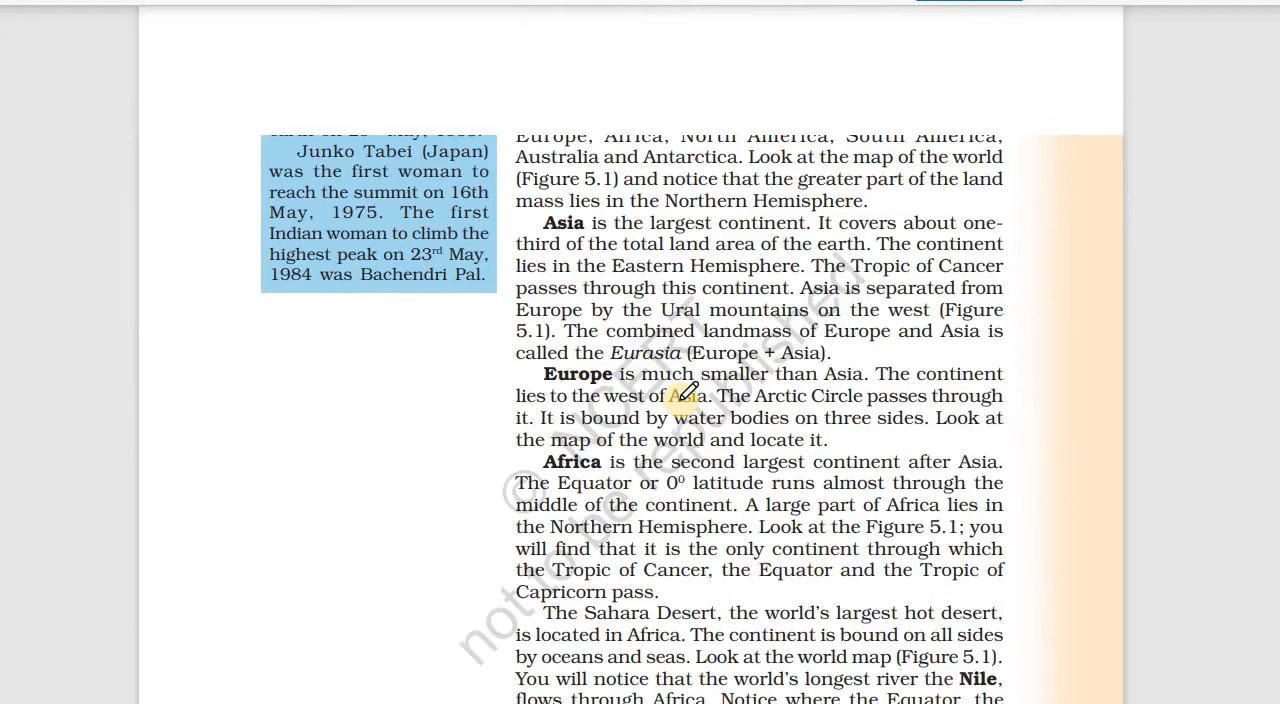 Junko Tabei (Japan)
was the first woman to
reach the summit on 16th
May, 1975. The first
Indian woman to climb the
highest peak on 23rd May,
1984 was Bachendri Pal.
Europe, Africa, North America, South America,
Australia and Antarctica. Look at the map of the world
(Figure 5.1) and notice that the greater part of the land
mass lies in the Northern Hemisphere.
Asia is the largest continent. It covers about one-
third of the total land area of the earth. The continent
lies in the Eastern Hemisphere. The Tropic of Cancer
passes through this continent. Asia is separated from
Europe by the Ural mountains on the west (Figure
5.1). The combined landmass of Europe and Asia is
called the Eurasia (Europe + Asia).
Europe is much smaller than Asia. The continent
lies to the west of Asia. The Arctic Circle passes through
it. It is bound by water bodies on three sides. Look at
the map of the world and locate it.
Africa is the second largest continent after Asia.
The Equator or 0⁰ latitude runs almost through the
middle of the continent. A large part of Africa lies in
the Northern Hemisphere. Look at the Figure 5.1; you
will find that it is the only continent through which
the Tropic of Cancer, the Equator and the Tropic of
Capricorn pass.
The Sahara Desert, the world's largest hot desert,
is located in Africa. The continent is bound on all sides
by oceans and seas. Look at the world map (Figure 5.1).
You will notice that the world's longest river the Nile,
flows through Africa. Notice where the Equator, the
© NCERT
not to be republished